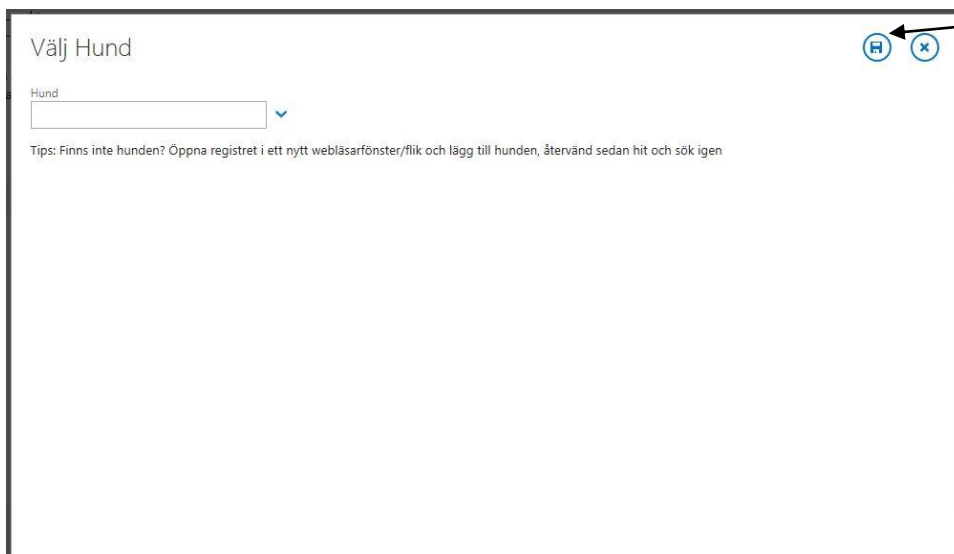 Välj Hund
Hund
Tips: Finns inte hunden? Öppna registret i ett nytt webläsarfönster/flik och lägg till hunden, återvänd sedan hit och sök igen